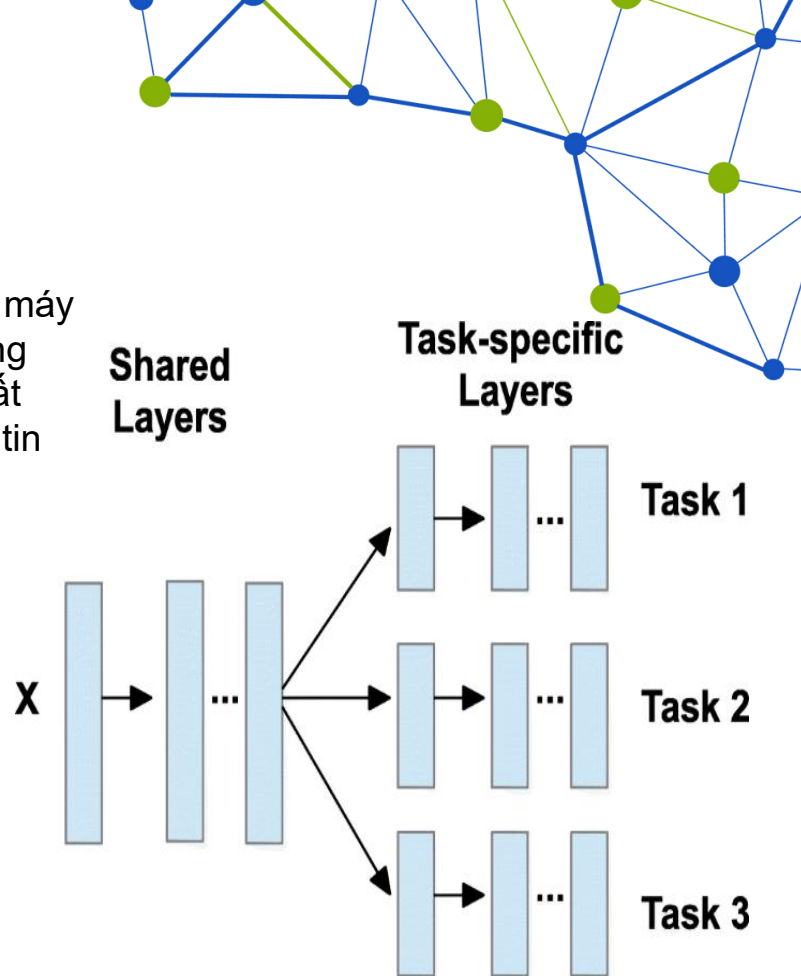 máy
ng
ất
tin
Shared
Layers
Task-specific
Layers
Task 1
...
X
...
Task 2
...
Task 3
...